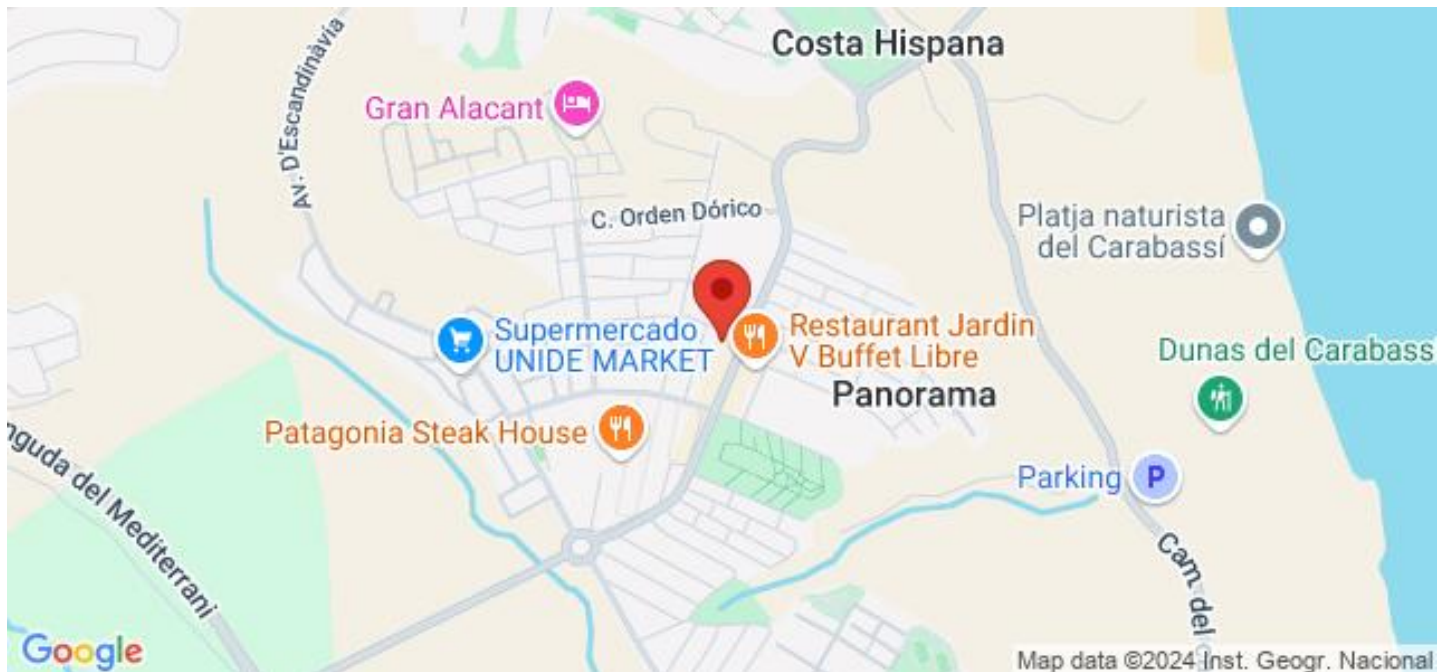 Costa Hispana
Av. D'Escandinàvia
Gran Alacant
C. Orden Dórico
Platja naturista
del Carabassí
Supermercado
UNIDE MARKET
Restaurant Jardin
V Buffet Libre
Dunas del Carabass
Panorama
Patagonia Steak House
nguda del Mediterrani
Parking
P
Cam. del
Google
Map data ©2024 Inst. Geogr. Nacional